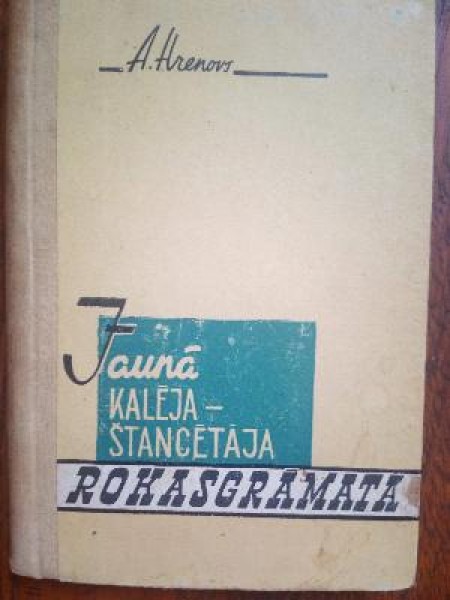 A. Hrenovs
Jaunā
KALĒJA –
ŠTANCĒTĀJA
ROKASGRĀMATA